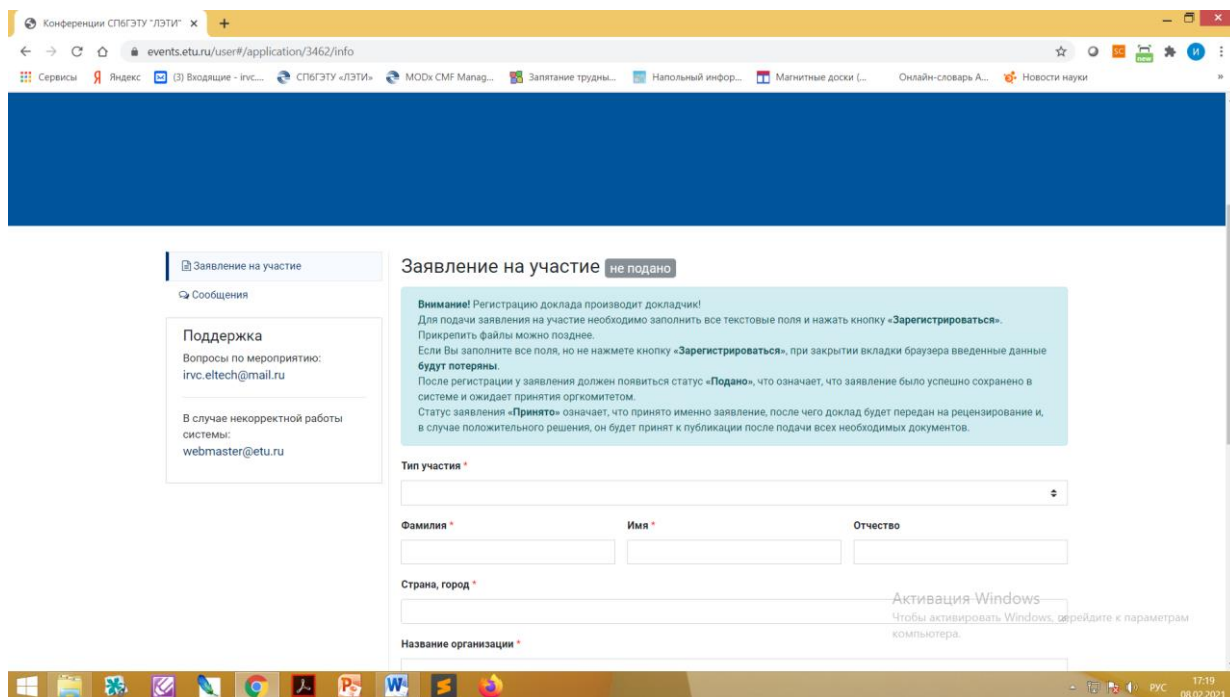 Конференции СПбГЭТУ "ЛЭТИ"
events.etu.ru/user#/application/3462/info
Сервисы Яндекс (3) Входящие - irvc.... СПбГЭТУ «ЛЭТИ» MODx CMF Manag... Запятание трудны... Напольный инфор... Магнитные доски (... Онлайн-словарь А... Новости науки »
SC new И
Заявление на участие
Сообщения
Поддержка
Вопросы по мероприятию:
irvc.eltech@mail.ru
В случае некорректной работы
системы:
webmaster@etu.ru
Заявление на участие не подано
Внимание! Регистрацию доклада производит докладчик!
Для подачи заявления на участие необходимо заполнить все текстовые поля и нажать кнопку «Зарегистрироваться».
Прикрепить файлы можно позднее.
Если Вы заполните все поля, но не нажмете кнопку «Зарегистрироваться», при закрытии вкладки браузера введенные данные
будут потеряны.
После регистрации у заявления должен появиться статус «Подано», что означает, что заявление было успешно сохранено в
системе и ожидает принятия оргкомитетом.
Статус заявления «Принято» означает, что принято именно заявление, после чего доклад будет передан на рецензирование и,
в случае положительного решения, он будет принят к публикации после подачи всех необходимых документов.
Тип участия *
Фамилия * Имя * Отчество
Страна, город *
Название организации *
Активация Windows
Чтобы активировать Windows, перейдите к параметрам
компьютера.
РУС 17:19
08.02.2021